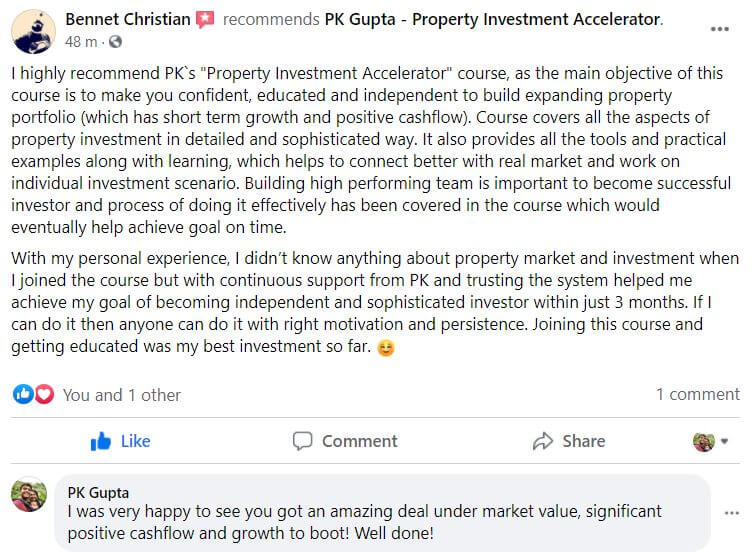 Bennet Christian recommends PK Gupta - Property Investment Accelerator.
48 m ·
I highly recommend PK`s "Property Investment Accelerator" course, as the main objective of this
course is to make you confident, educated and independent to build expanding property
portfolio (which has short term growth and positive cashflow). Course covers all the aspects of
property investment in detailed and sophisticated way. It also provides all the tools and practical
examples along with learning, which helps to connect better with real market and work on
individual investment scenario. Building high performing team is important to become successful
investor and process of doing it effectively has been covered in the course which would
eventually help achieve goal on time.
With my personal experience, I didn't know anything about property market and investment when
I joined the course but with continuous support from PK and trusting the system helped me
achieve my goal of becoming independent and sophisticated investor within just 3 months. If I
can do it then anyone can do it with right motivation and persistence. Joining this course and
getting educated was my best investment so far. 😊
You and 1 other 1 comment
Like Comment Share
PK Gupta
I was very happy to see you got an amazing deal under market value, significant
positive cashflow and growth to boot! Well done!